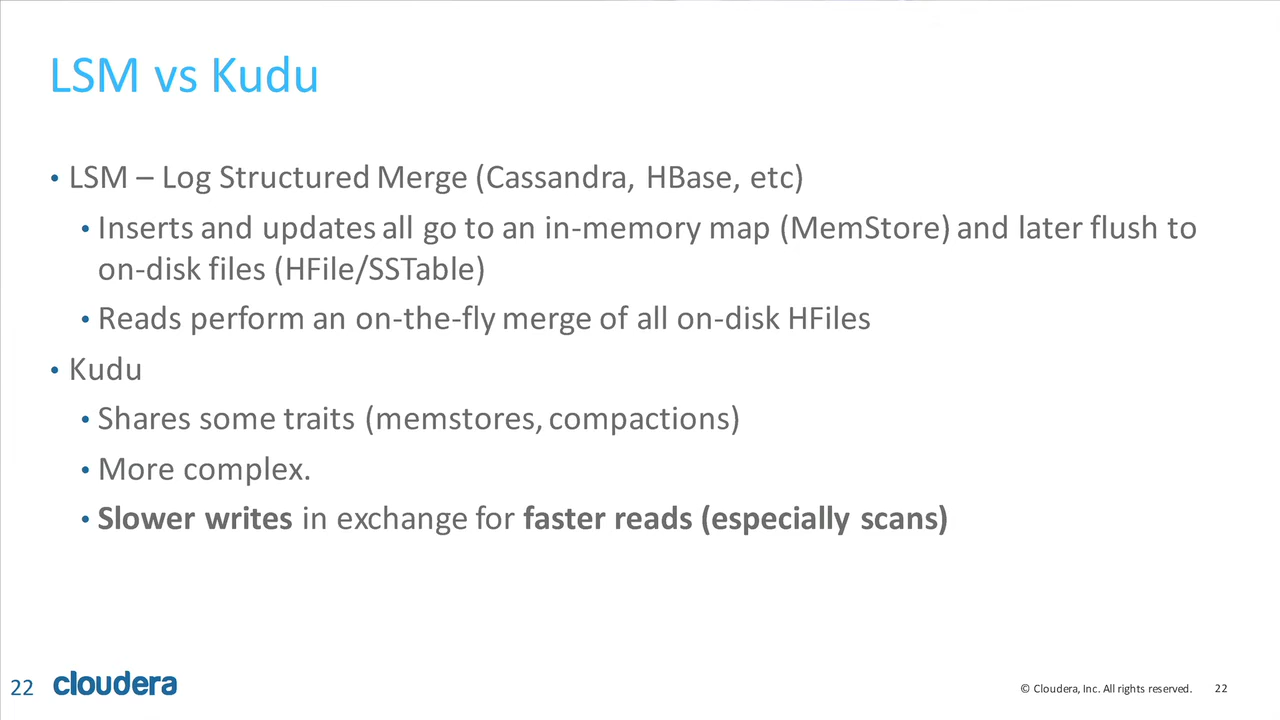 LSM vs Kudu
• LSM – Log Structured Merge (Cassandra, HBase, etc)
• Inserts and updates all go to an in-memory map (MemStore) and later flush to
on-disk files (HFile/SSTable)
• Reads perform an on-the-fly merge of all on-disk HFiles
• Kudu
• Shares some traits (memstores, compactions)
• More complex.
• Slower writes in exchange for faster reads (especially scans)
22 cloudera © Cloudera, Inc. All rights reserved. 22